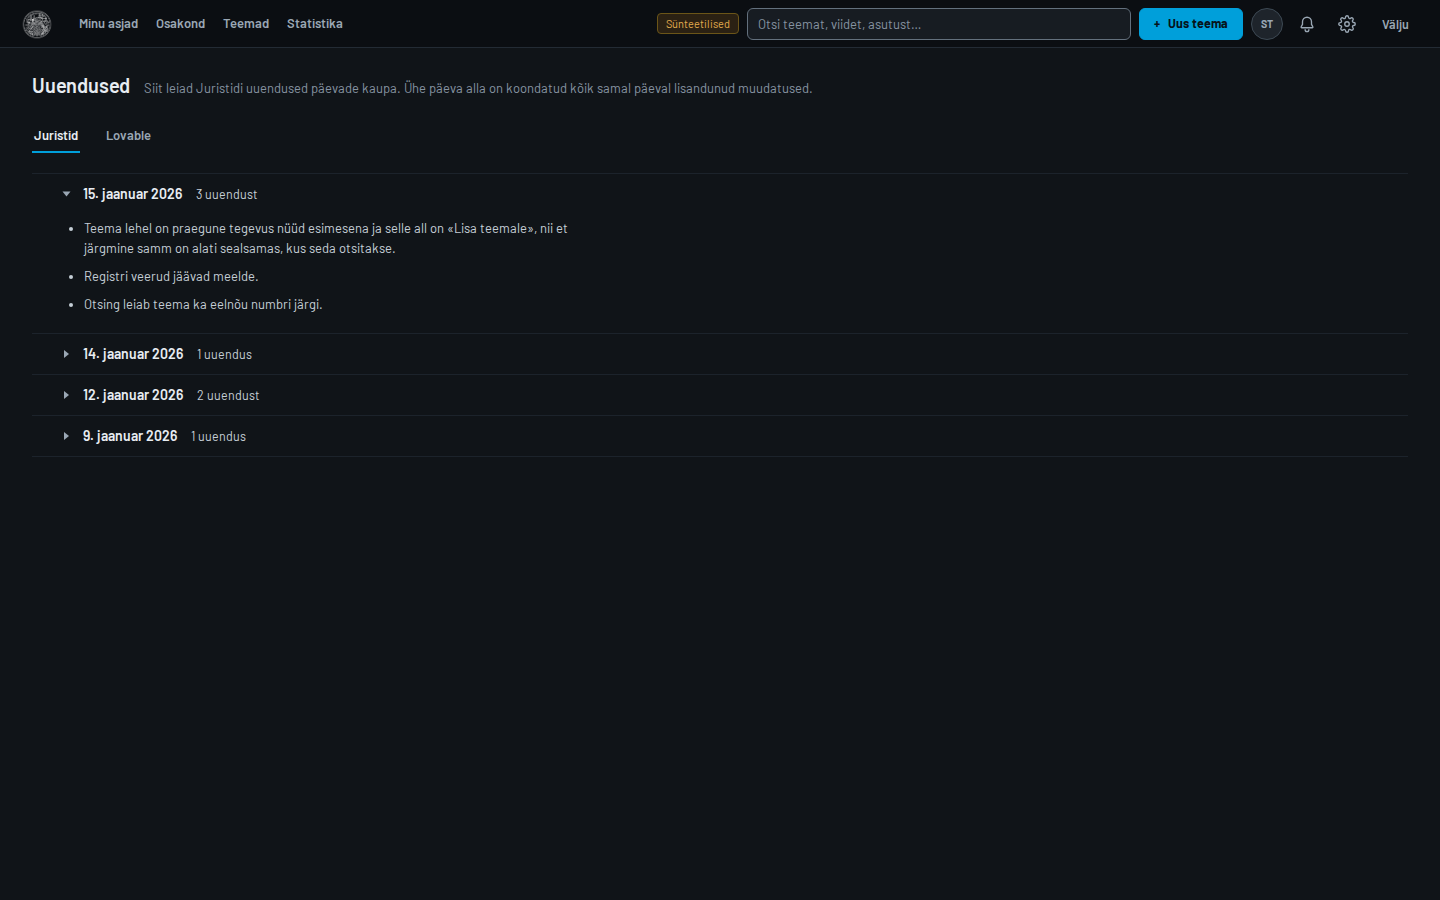 Minu asjad
Osakond
Teemad
Statistika
Sünteetilised
Otsi teemat, viidet, asutust...
+ Uus teema
ST
Välju
Uuendused
Siit leiad Juristidi uuendused päevade kaupa. Ühe päeva alla on koondatud kõik samal päeval lisandunud muudatused.
Juristid
Lovable
15. jaanuar 2026 3 uuendust
• Teema lehel on praegune tegevus nüüd esimesena ja selle all on «Lisa teemale», nii et
järgmine samm on alati sealsamas, kus seda otsitakse.
• Registri veerud jäävad meelde.
• Otsing leiab teema ka eelnõu numbri järgi.
14. jaanuar 2026 1 uuendus
12. jaanuar 2026 2 uuendust
9. jaanuar 2026 1 uuendus